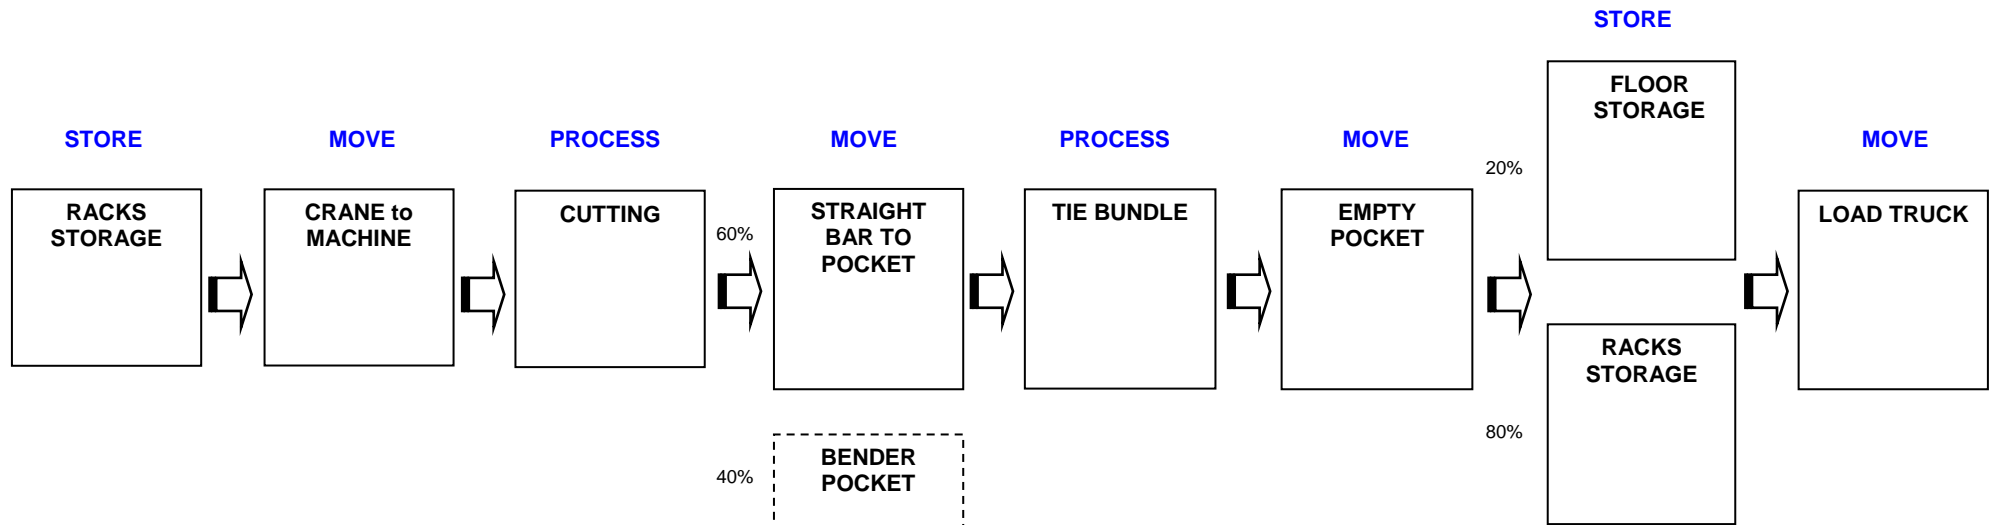 STORE
STORE
MOVE
PROCESS
MOVE
PROCESS
MOVE
MOVE
RACKS
STORAGE
CRANE to
MACHINE
CUTTING
60%
STRAIGHT
BAR TO
POCKET
40%
BENDER
POCKET
TIE BUNDLE
EMPTY
POCKET
20%
FLOOR
STORAGE
80%
RACKS
STORAGE
LOAD TRUCK